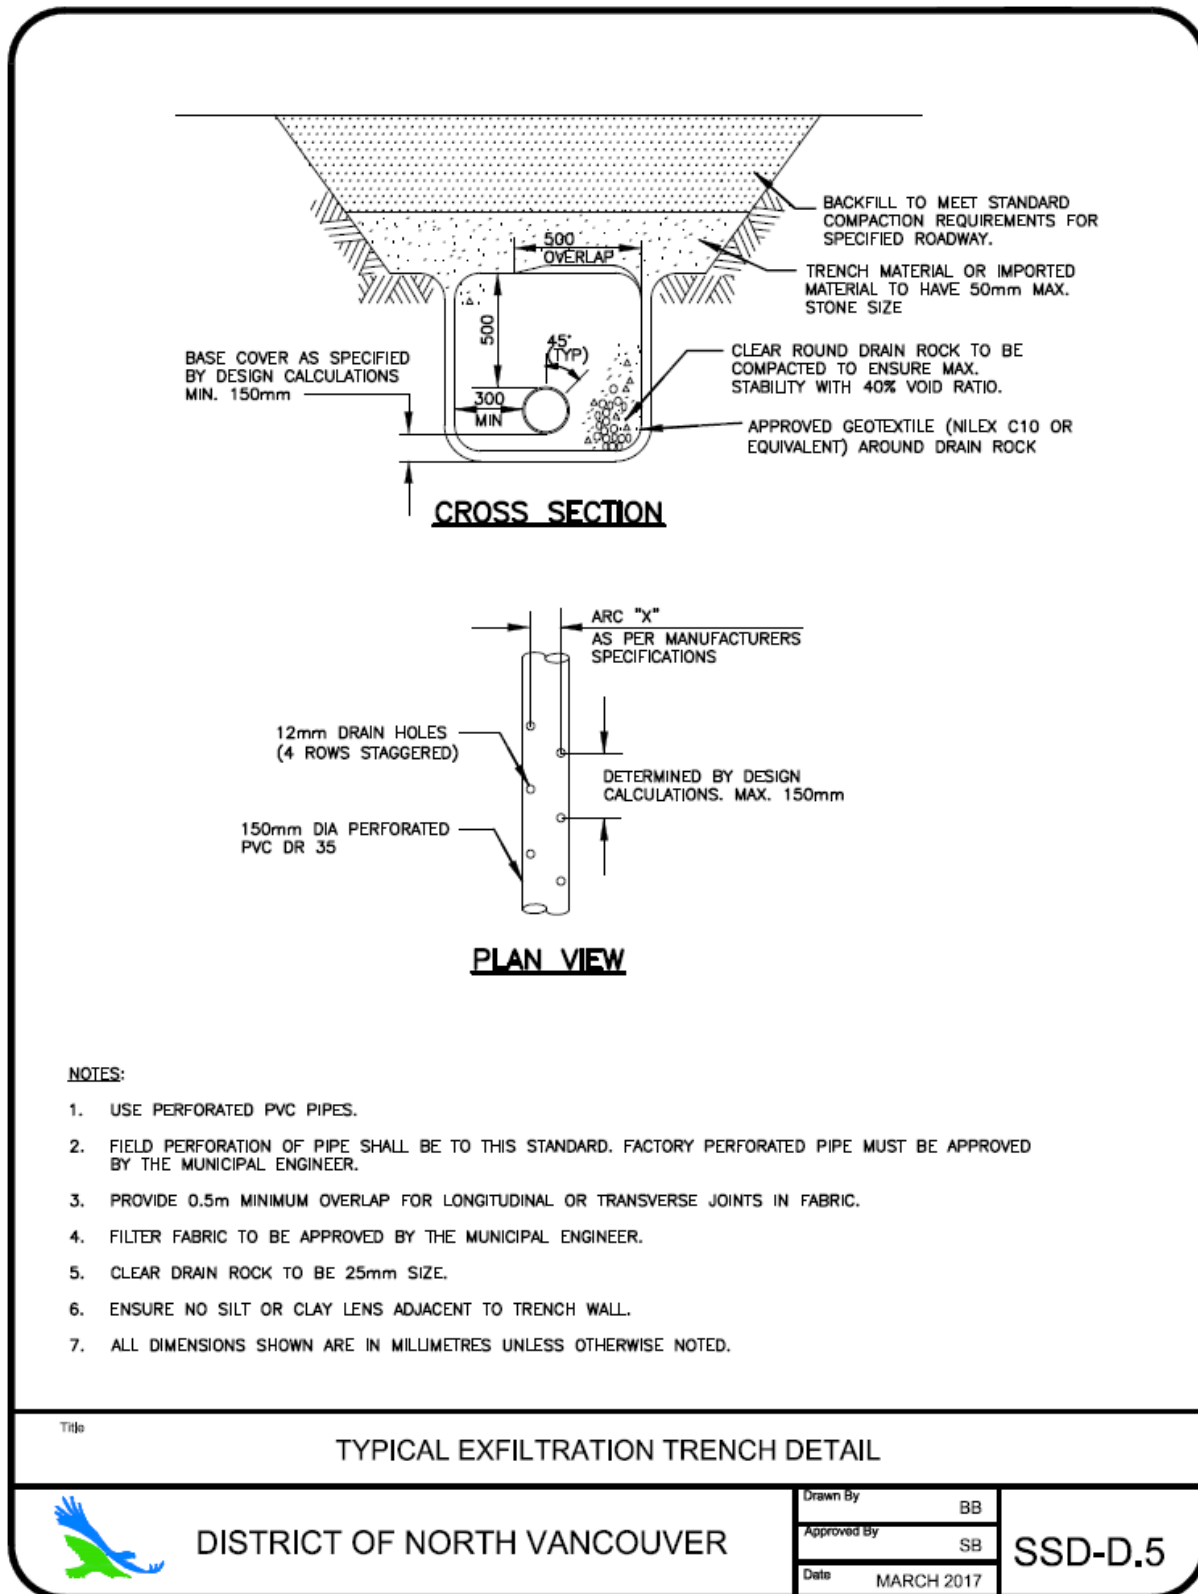 BACKFILL TO MEET STANDARD
COMPACTION REQUIREMENTS FOR
SPECIFIED ROADWAY.
500
OVERLAP
TRENCH MATERIAL OR IMPORTED
MATERIAL TO HAVE 50mm MAX.
STONE SIZE
500
45°
(TYP)
BASE COVER AS SPECIFIED
BY DESIGN CALCULATIONS
MIN. 150mm
CLEAR ROUND DRAIN ROCK TO BE
COMPACTED TO ENSURE MAX.
STABILITY WITH 40% VOID RATIO.
300
MIN
APPROVED GEOTEXTILE (NILEX C10 OR
EQUIVALENT) AROUND DRAIN ROCK
CROSS SECTION
ARC "X"
AS PER MANUFACTURERS
SPECIFICATIONS
12mm DRAIN HOLES
(4 ROWS STAGGERED)
DETERMINED BY DESIGN
CALCULATIONS. MAX. 150mm
150mm DIA PERFORATED
PVC DR 35
PLAN VIEW
NOTES:
1. USE PERFORATED PVC PIPES.
2. FIELD PERFORATION OF PIPE SHALL BE TO THIS STANDARD. FACTORY PERFORATED PIPE MUST BE APPROVED
BY THE MUNICIPAL ENGINEER.
3. PROVIDE 0.5m MINIMUM OVERLAP FOR LONGITUDINAL OR TRANSVERSE JOINTS IN FABRIC.
4. FILTER FABRIC TO BE APPROVED BY THE MUNICIPAL ENGINEER.
5. CLEAR DRAIN ROCK TO BE 25mm SIZE.
6. ENSURE NO SILT OR CLAY LENS ADJACENT TO TRENCH WALL.
7. ALL DIMENSIONS SHOWN ARE IN MILLIMETRES UNLESS OTHERWISE NOTED.
Title
TYPICAL EXFILTRATION TRENCH DETAIL
DISTRICT OF NORTH VANCOUVER
Drawn By
BB
Approved By
SB
Date
MARCH 2017
SSD-D.5